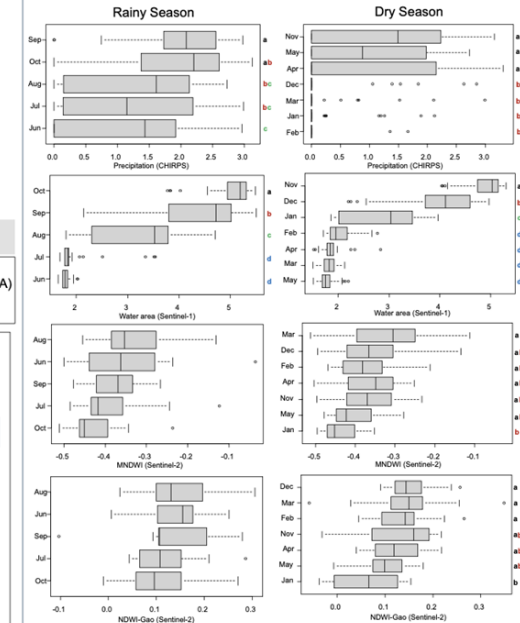 Rainy Season
Dry Season
Sep
a
Oct
ab
Aug
bc
Jul
bc
Jun
c
0.0 0.5 1.0 1.5 2.0 2.5 3.0
Precipitation (CHIRPS)
Nov
a
May
a
Apr
a
Dec
b
Mar
b
Jan
b
Feb
b
0.0 0.5 1.0 1.5 2.0 2.5 3.0
Precipitation (CHIRPS)
Oct
a
Sep
b
Aug
c
Jul
d
Jun
d
2 3 4 5
Water area (Sentinel-1)
Nov
a
Dec
b
Jan
c
Feb
Apr
Mar
May
2 3 4 5
Water area (Sentinel-1)
A)
Aug
Jun
Sep
Jul
Oct
-0.5 -0.4 -0.3 -0.2 -0.1
MNDWI (Sentinel-2)
Mar
a
Dec
a
Feb
a
Apr
a
Nov
a
May
a
Jan
b
-0.5 -0.4 -0.3 -0.2 -0.1
MNDWI (Sentinel-2)
Aug
Jun
Sep
Jul
Oct
-0.1 0.0 0.1 0.2 0.3
NDWI-Gao (Sentinel-2)
Dec
a
Mar
a
Feb
a
Nov
ab
Apr
ab
May
ab
Jan
b
0.0 0.1 0.2 0.3
NDWI-Gao (Sentinel-2)